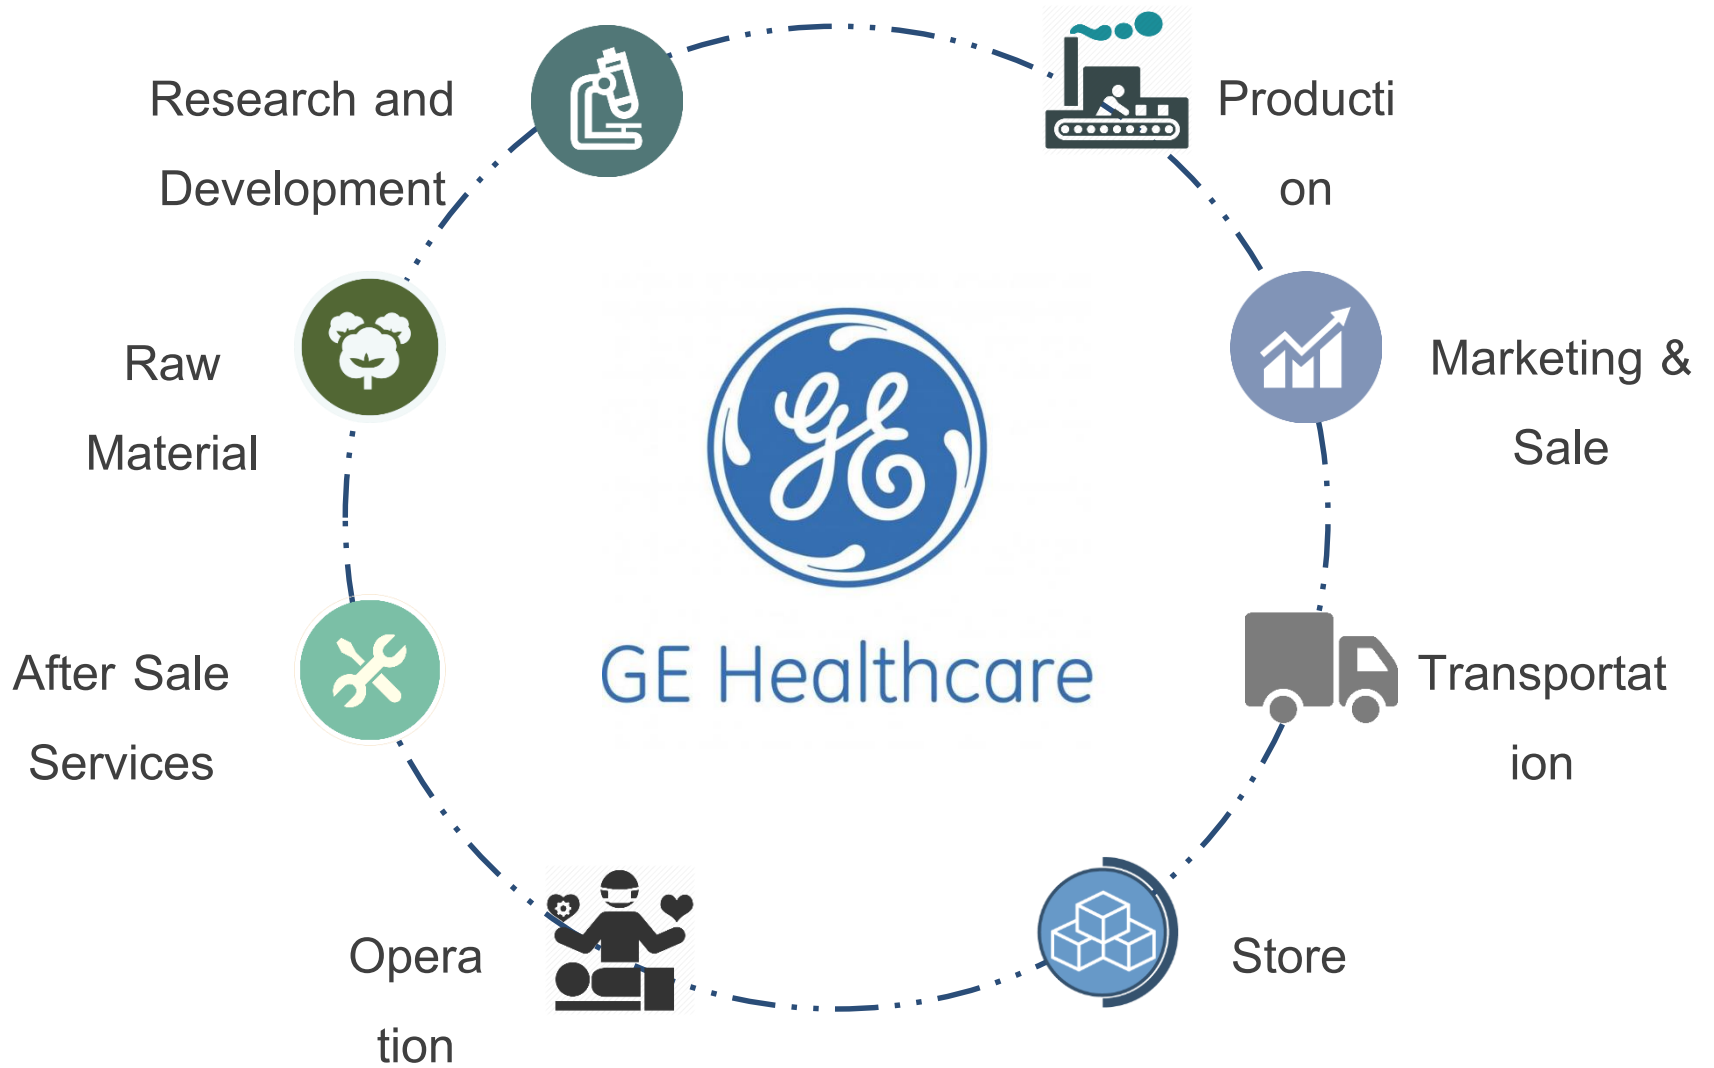 Research and
Development
Producti
on
Raw
Material
Marketing &
Sale
GE
GE Healthcare
After Sale
Services
Transportat
ion
Opera
tion
Store